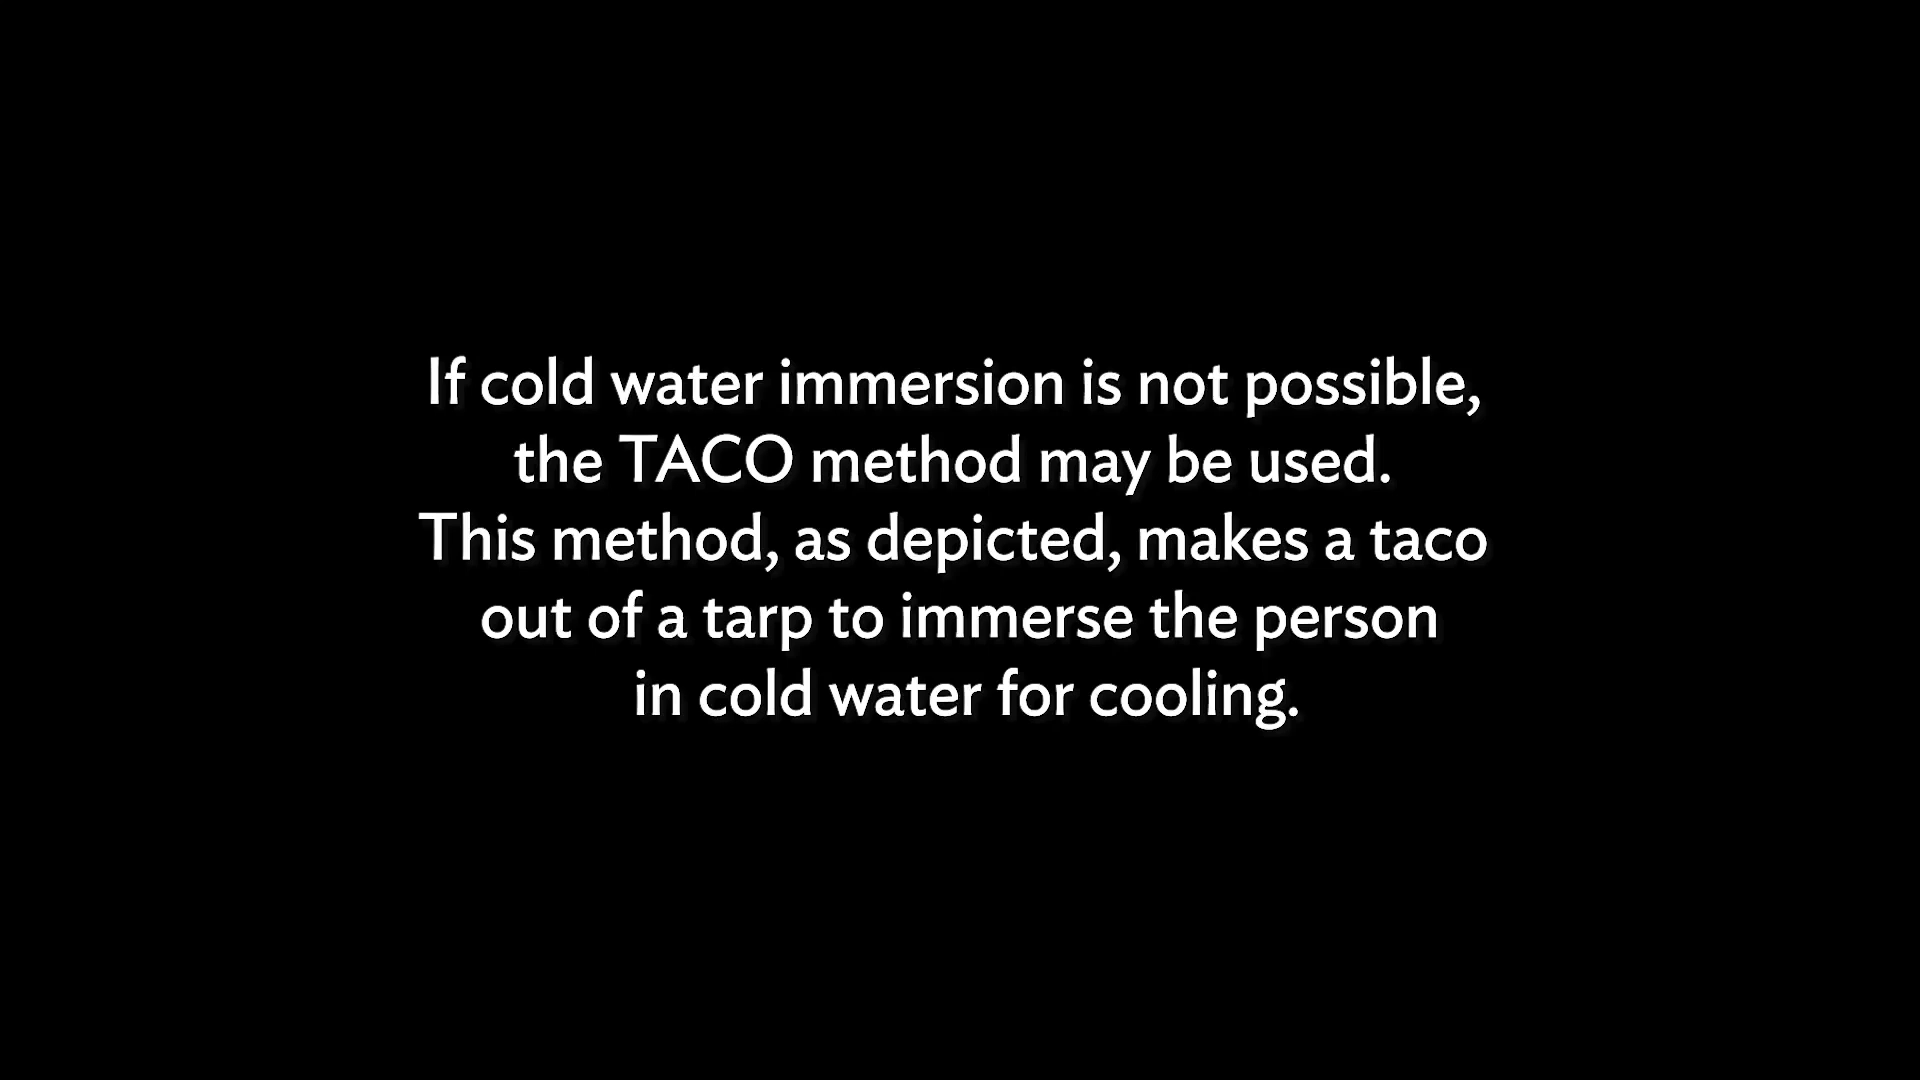 If cold water immersion is not possible,
the TACO method may be used.
This method, as depicted, makes a taco
out of a tarp to immerse the person
in cold water for cooling.